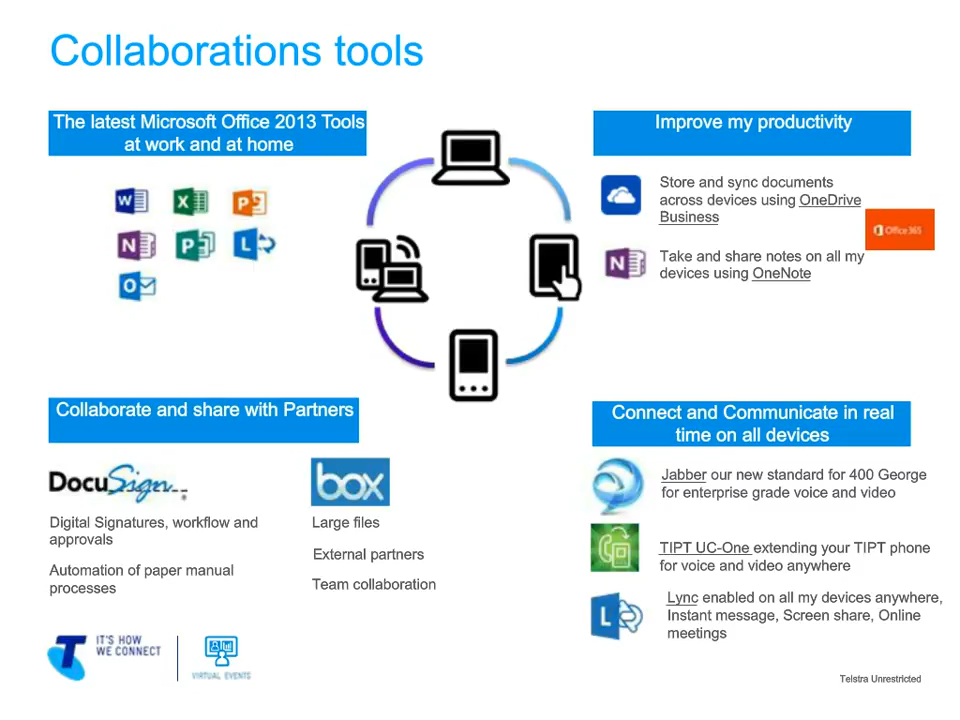 Collaborations tools
The latest Microsoft Office 2013 Tools
at work and at home
W
X
P
N
P
L
O
Improve my productivity
Store and sync documents
across devices using OneDrive
Business
Office 365
N
Take and share notes on all my
devices using OneNote
Collaborate and share with Partners
DocuSign
Digital Signatures, workflow and
approvals
Automation of paper manual
processes
box
Large files
External partners
Team collaboration
Connect and Communicate in real
time on all devices
Jabber our new standard for 400 George
for enterprise grade voice and video
TIPT UC-One extending your TIPT phone
for voice and video anywhere
L
Lync enabled on all my devices anywhere,
Instant message, Screen share, Online
meetings
T
IT'S HOW
WE CONNECT
VIRTUAL EVENTS
Telstra Unrestricted